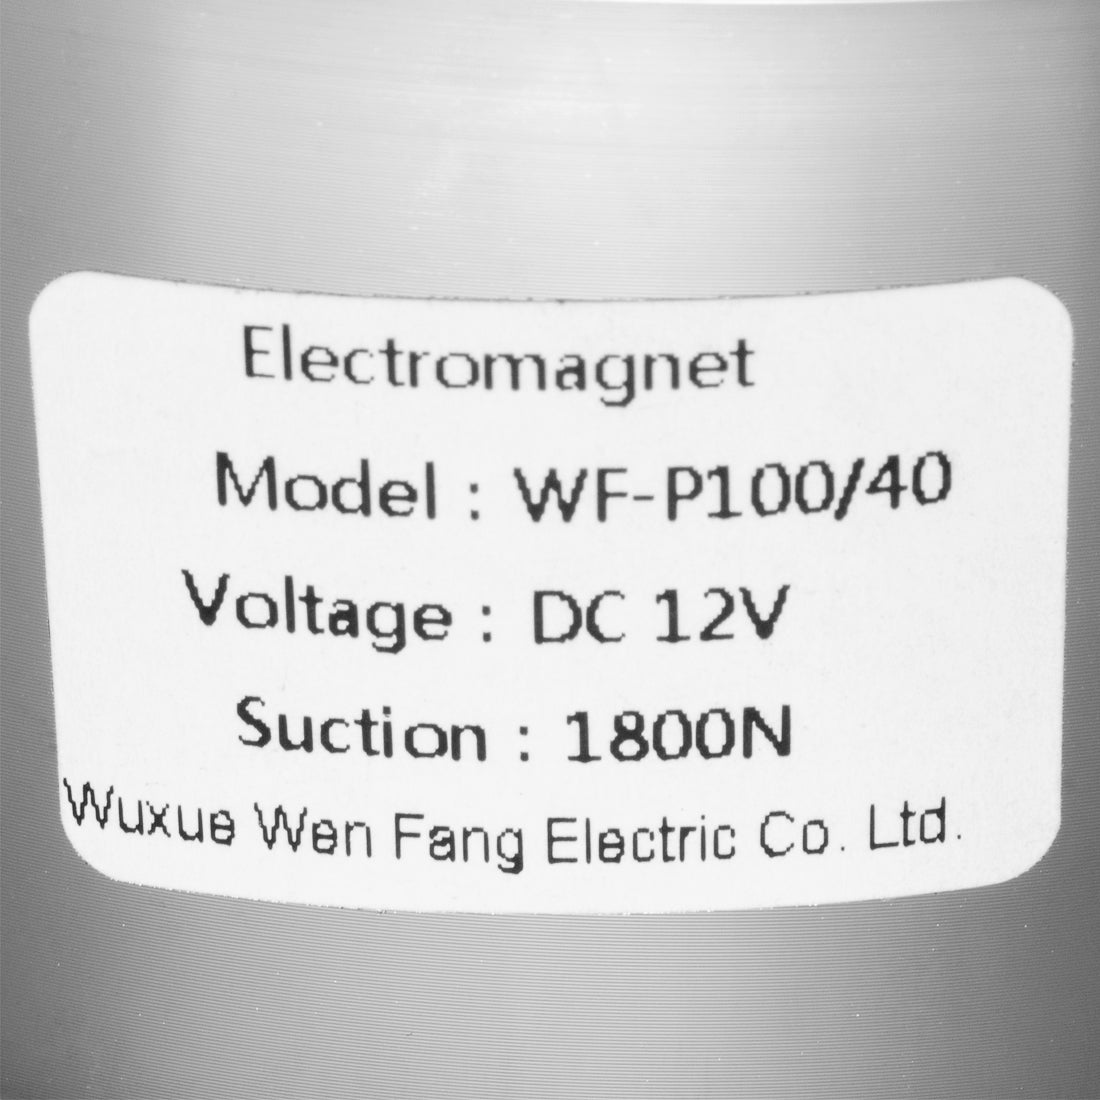 Electromagnet
Model : WF-P100/40
Voltage : DC 12V
Suction : 1800N
Wuxue Wen Fang Electric Co. Ltd.